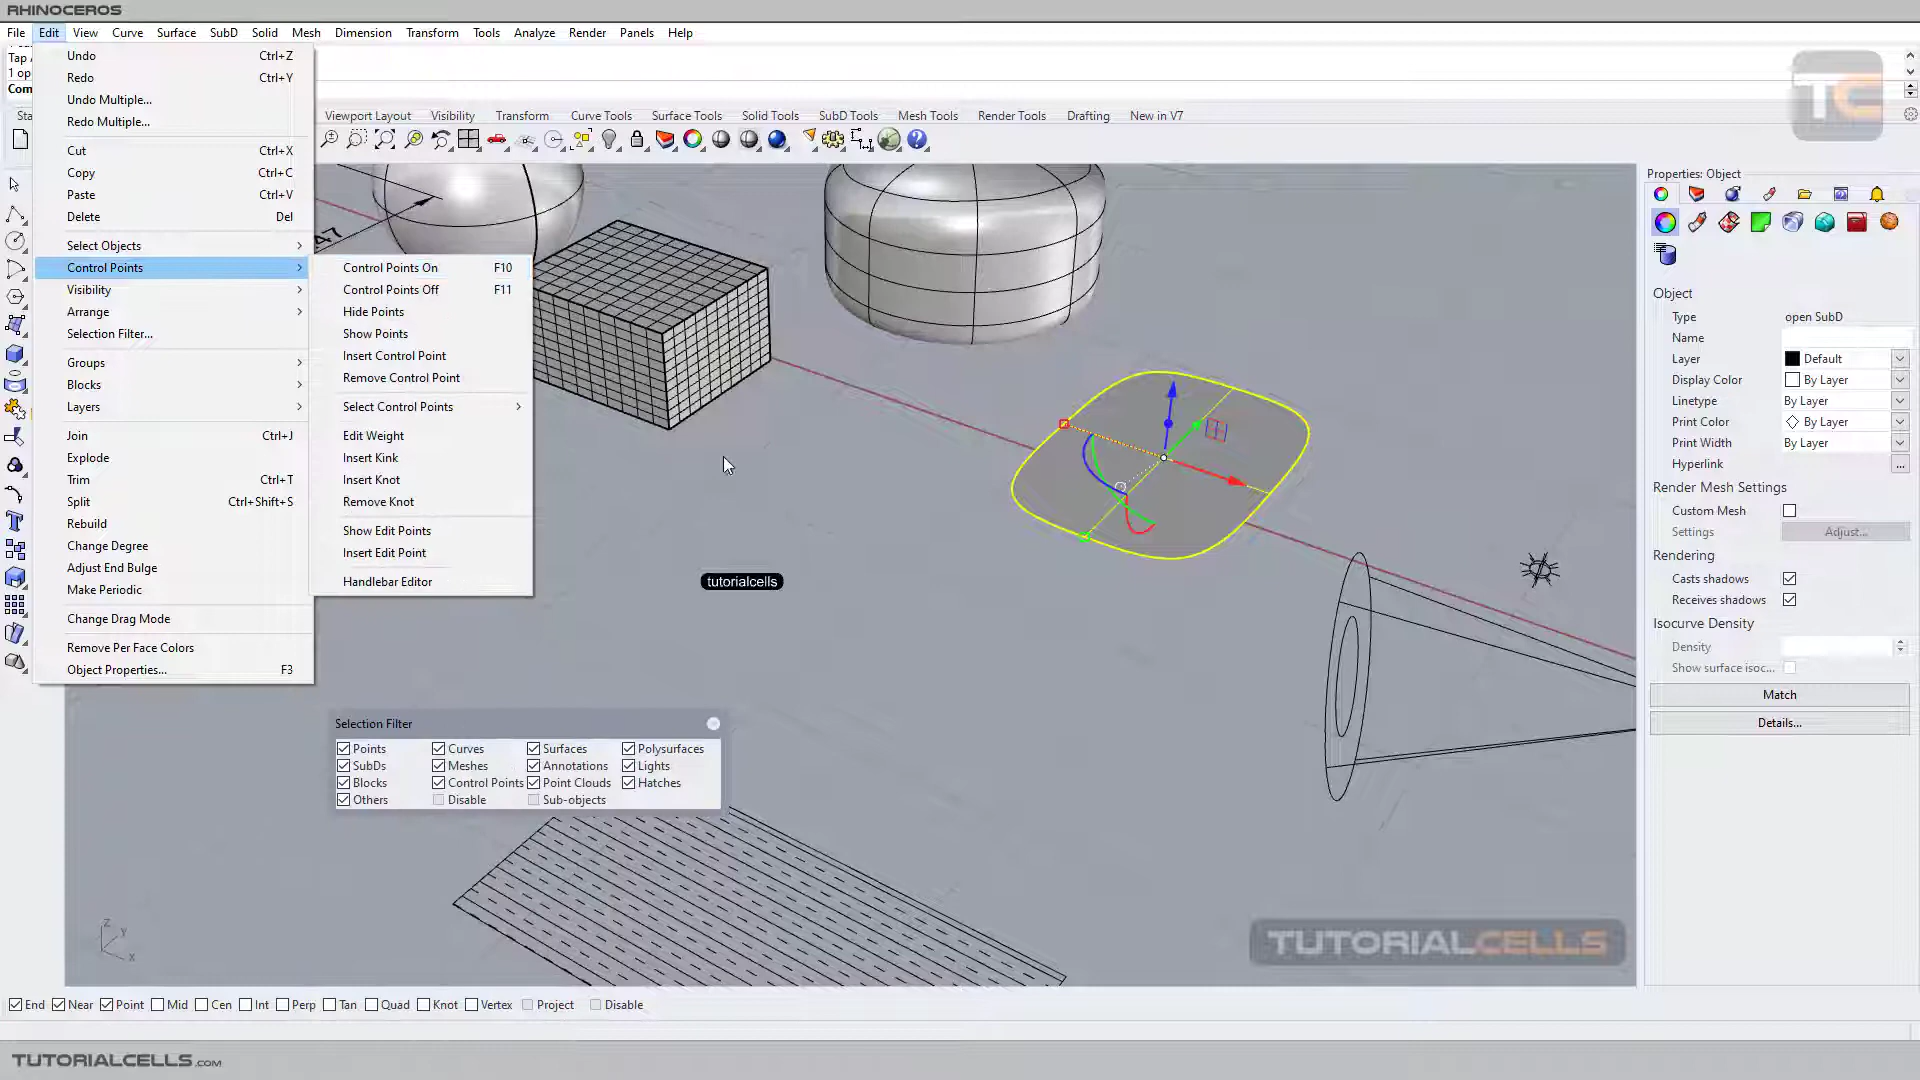 RHINOCEROS
File Edit View Curve Surface SubD Solid Mesh Dimension Transform Tools Analyze Render Panels Help
Tap
1 op
Com
TC
Viewport Layout Visibility Transform Curve Tools Surface Tools Solid Tools SubD Tools Mesh Tools Render Tools Drafting New in V7
Sta
Undo Ctrl+Z
Redo Ctrl+Y
Undo Multiple...
Redo Multiple...
Cut Ctrl+X
Copy Ctrl+C
Paste Ctrl+V
Delete Del
Select Objects
Control Points
Visibility
Arrange
Selection Filter...
Groups
Blocks
Layers
Join Ctrl+J
Explode
Trim Ctrl+T
Split Ctrl+Shift+S
Rebuild
Change Degree
Adjust End Bulge
Make Periodic
Change Drag Mode
Remove Per Face Colors
Object Properties... F3
Control Points On F10
Control Points Off F11
Hide Points
Show Points
Insert Control Point
Remove Control Point
Select Control Points
Edit Weight
Insert Kink
Insert Knot
Remove Knot
Show Edit Points
Insert Edit Point
Handlebar Editor
47
tutorialcells
Selection Filter
Points Curves Surfaces Polysurfaces
SubDs Meshes Annotations Lights
Blocks Control Points Point Clouds Hatches
Others Disable Sub-objects
Z
Y
X
TUTORIALCELLS
Properties: Object
Object
Type open SubD
Name
Layer Default
Display Color By Layer
Linetype By Layer
Print Color By Layer
Print Width By Layer
Hyperlink ...
Render Mesh Settings
Custom Mesh
Settings Adjust...
Rendering
Casts shadows
Receives shadows
Isocurve Density
Density
Show surface isoc...
Match
Details...
End Near Point Mid Cen Int Perp Tan Quad Knot Vertex Project Disable
TUTORIALCELLS.COM